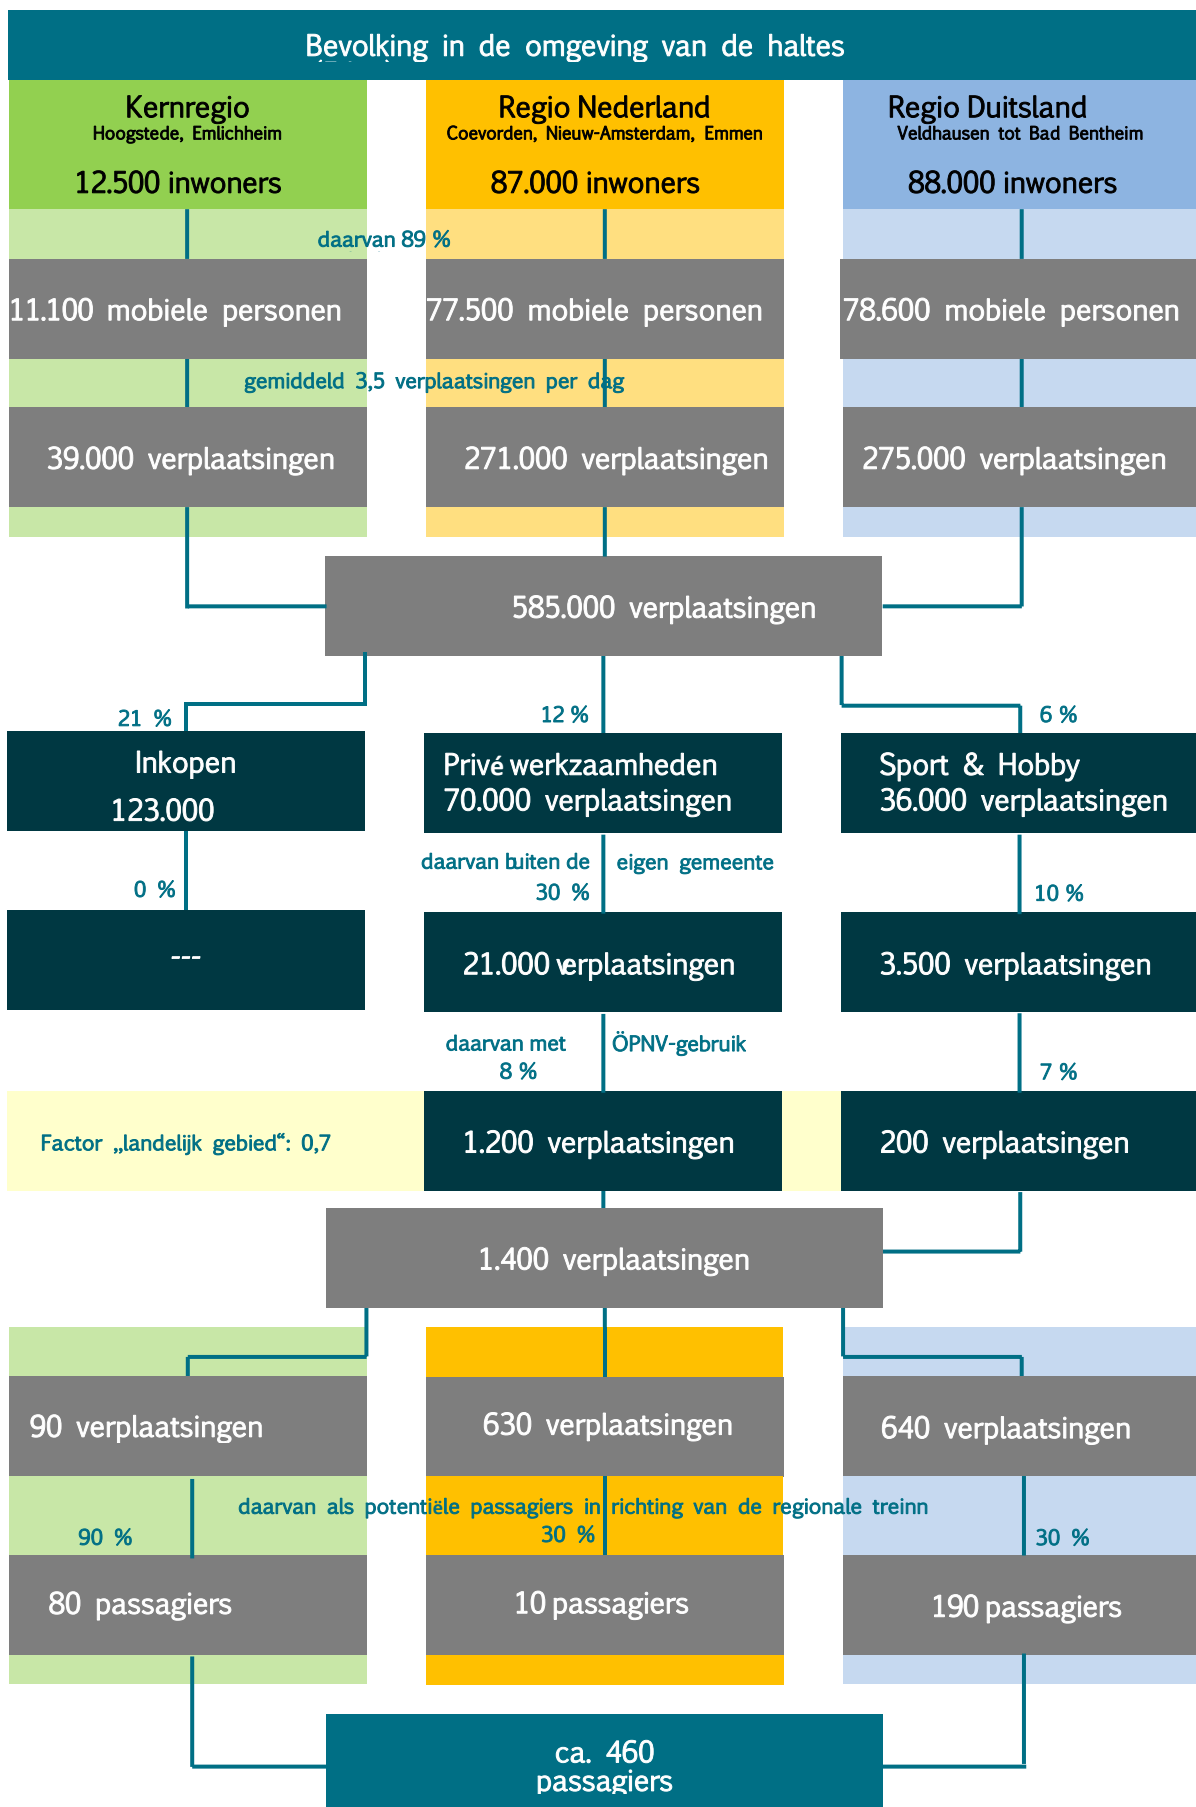 Bevolking in de omgeving van de haltes
Kernregio
Hoogstede, Emlichheim
12.500 inwoners
Regio Nederland
Coevorden, Nieuw-Amsterdam, Emmen
87.000 inwoners
Regio Duitsland
Veldhausen tot Bad Bentheim
88.000 inwoners
daarvan 89 %
11.100 mobiele personen
77.500 mobiele personen
78.600 mobiele personen
gemiddeld 3,5 verplaatsingen per dag
39.000 verplaatsingen
271.000 verplaatsingen
275.000 verplaatsingen
585.000 verplaatsingen
21 %
12 %
6 %
Inkopen
123.000
Privé werkzaamheden
70.000 verplaatsingen
Sport & Hobby
36.000 verplaatsingen
daarvan buiten de eigen gemeente
0 %
30 %
10 %
---
21.000 verplaatsingen
3.500 verplaatsingen
daarvan met ÖPNV-gebruik
8 %
7 %
Factor „landelijk gebied“: 0,7
1.200 verplaatsingen
200 verplaatsingen
1.400 verplaatsingen
90 verplaatsingen
630 verplaatsingen
640 verplaatsingen
daarvan als potentiële passagiers in richting van de regionale treinn
90 %
30 %
30 %
80 passagiers
10 passagiers
190 passagiers
ca. 460
passagiers